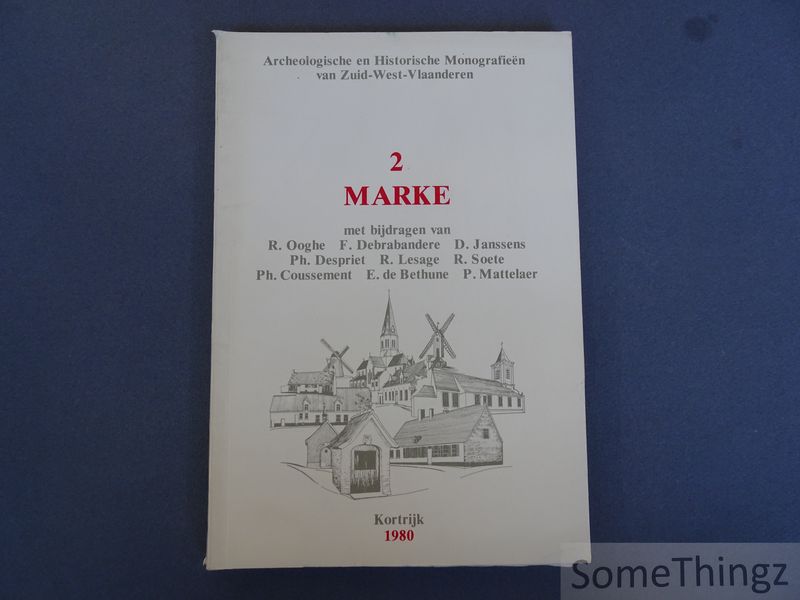 Archeologische en Historische Monografieën
van Zuid-West-Vlaanderen
2
MARKE
met bijdragen van
R. Ooghe F. Debrabandere D. Janssens
Ph. Despriet R. Lesage R. Soete
Ph. Coussement E. de Bethune P. Mattelaer
Kortrijk
1980
SomeThingz